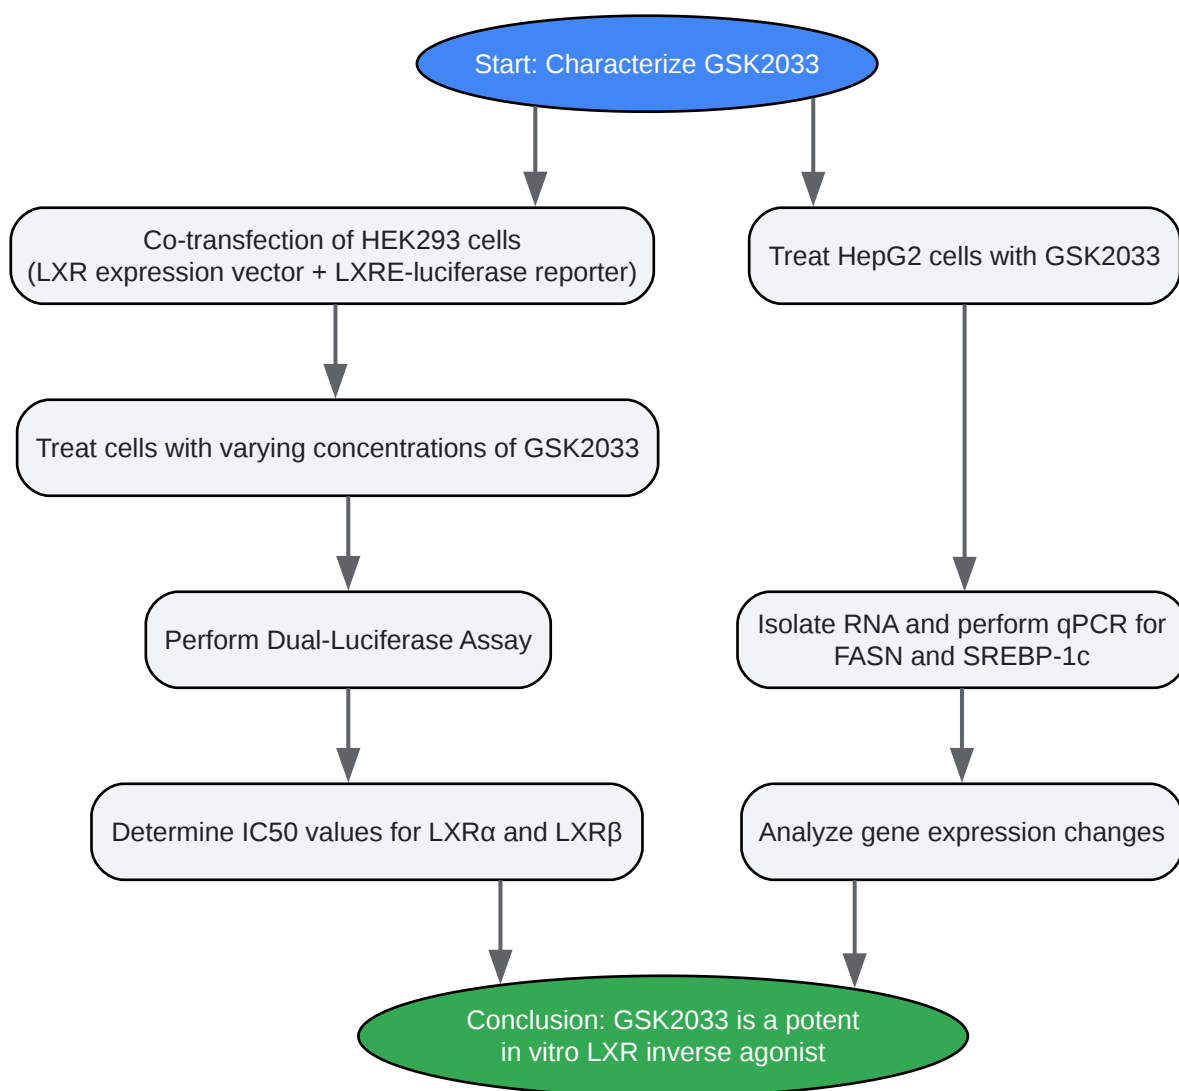 Start: Characterize GSK2033
Co-transfection of HEK293 cells
(LXR expression vector + LXRE-luciferase reporter)
Treat HepG2 cells with GSK2033
Treat cells with varying concentrations of GSK2033
Perform Dual-Luciferase Assay
Isolate RNA and perform qPCR for
FASN and SREBP-1c
Determine IC50 values for LXRα and LXRβ
Analyze gene expression changes
Conclusion: GSK2033 is a potent
in vitro LXR inverse agonist